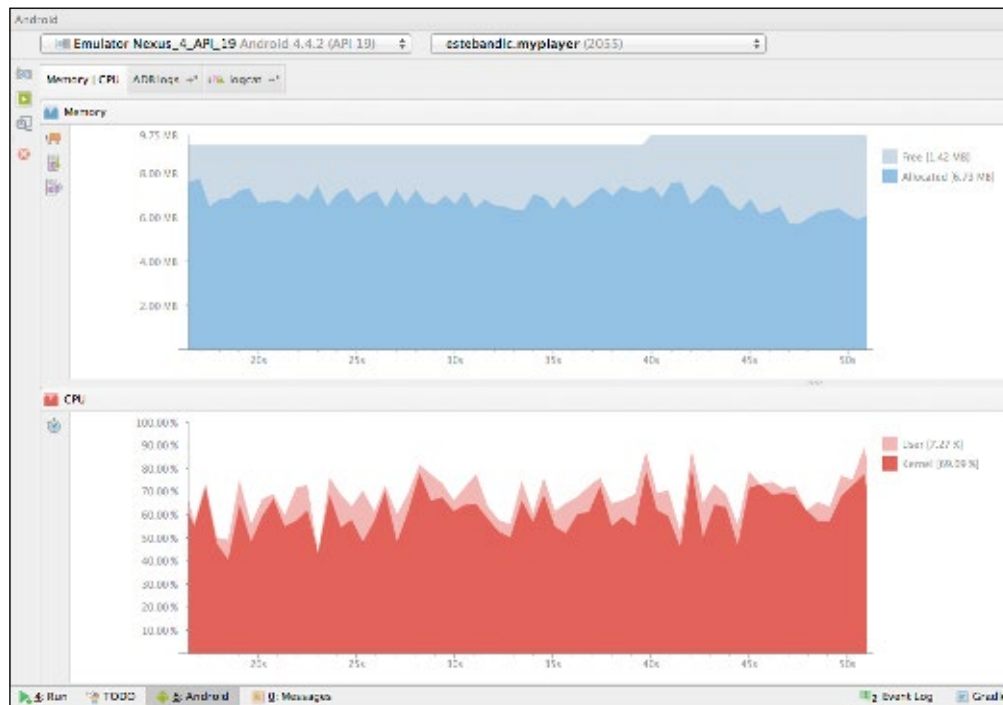 Android
Emulator Nexus_4_API_19 Android 4.4.2 (API 19) estebandlc.myplayer (2055)
Memory | CPU ADB logs logcat
Memory
9.75 MB
8.00 MB
6.00 MB
4.00 MB
2.00 MB
Free [1.42 MB]
Allocated [6.73 MB]
20s 25s 30s 35s 40s 45s 50s
CPU
100.00 %
90.00 %
80.00 %
70.00 %
60.00 %
50.00 %
40.00 %
30.00 %
20.00 %
10.00 %
User [7.27 %]
Kernel [69.09 %]
20s 25s 30s 35s 40s 45s 50s
4: Run TODO 6: Android 0: Messages 2 Event Log Gradle